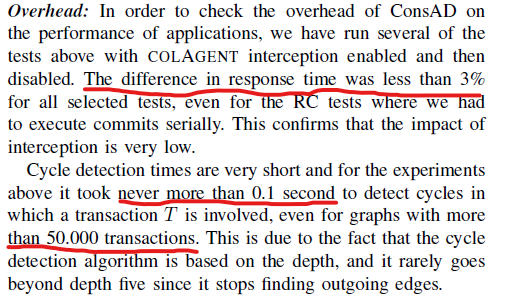 Overhead: In order to check the overhead of ConsAD on
the performance of applications, we have run several of the
tests above with COLAGENT interception enabled and then
disabled. The difference in response time was less than 3%
for all selected tests, even for the RC tests where we had
to execute commits serially. This confirms that the impact of
interception is very low.
Cycle detection times are very short and for the experiments
above it took never more than 0.1 second to detect cycles in
which a transaction T is involved, even for graphs with more
than 50.000 transactions. This is due to the fact that the cycle
detection algorithm is based on the depth, and it rarely goes
beyond depth five since it stops finding outgoing edges.